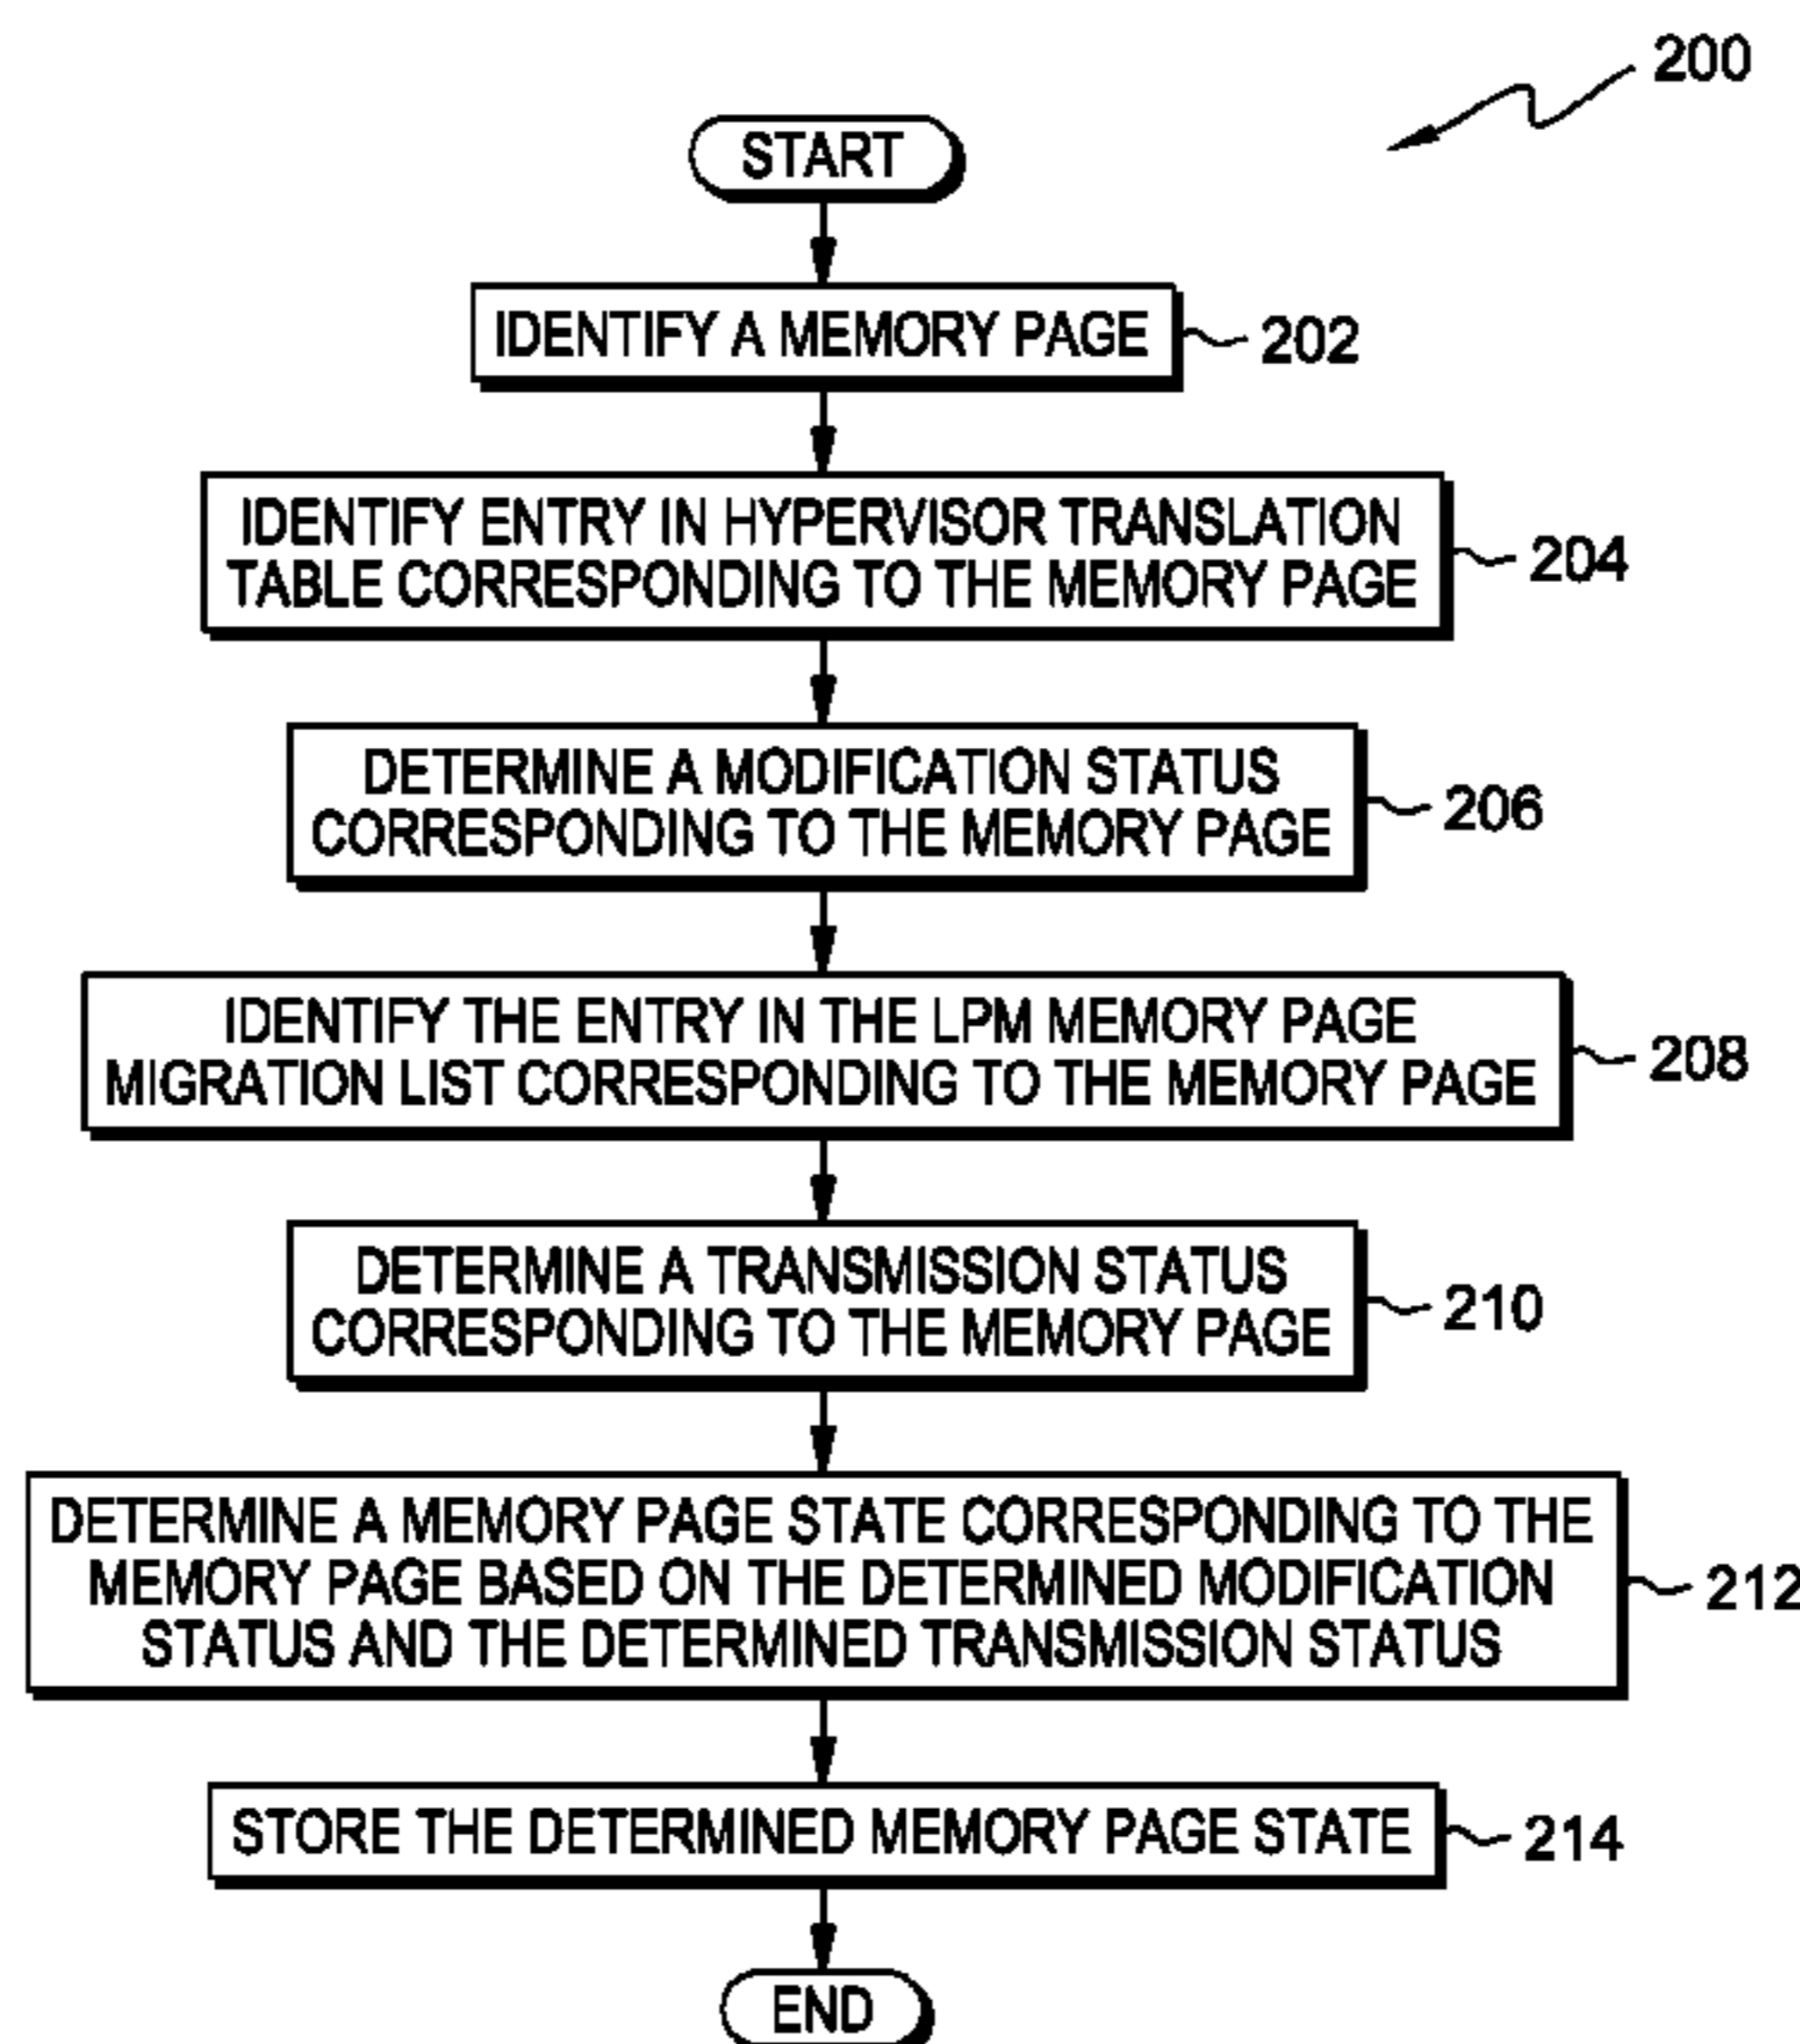 200
START
IDENTIFY A MEMORY PAGE
202
IDENTIFY ENTRY IN HYPERVISOR TRANSLATION
TABLE CORRESPONDING TO THE MEMORY PAGE
204
DETERMINE A MODIFICATION STATUS
CORRESPONDING TO THE MEMORY PAGE
206
IDENTIFY THE ENTRY IN THE LPM MEMORY PAGE
MIGRATION LIST CORRESPONDING TO THE MEMORY PAGE
208
DETERMINE A TRANSMISSION STATUS
CORRESPONDING TO THE MEMORY PAGE
210
DETERMINE A MEMORY PAGE STATE CORRESPONDING TO THE
MEMORY PAGE BASED ON THE DETERMINED MODIFICATION
STATUS AND THE DETERMINED TRANSMISSION STATUS
212
STORE THE DETERMINED MEMORY PAGE STATE
214
END